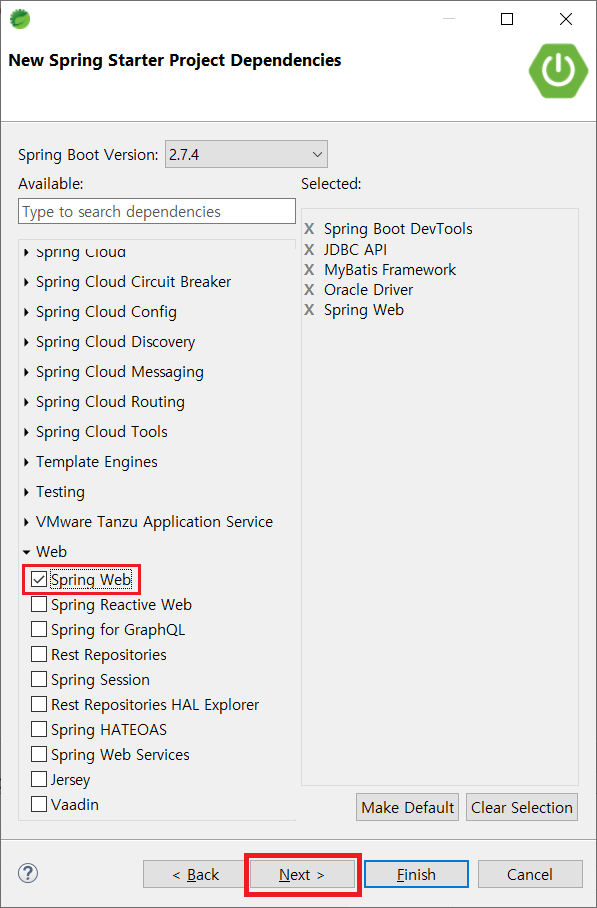 New Spring Starter Project Dependencies
Spring Boot Version: 2.7.4
Available:
Type to search dependencies
Spring Cloud
Spring Cloud Circuit Breaker
Spring Cloud Config
Spring Cloud Discovery
Spring Cloud Messaging
Spring Cloud Routing
Spring Cloud Tools
Template Engines
Testing
VMware Tanzu Application Service
Web
Spring Web
Spring Reactive Web
Spring for GraphQL
Rest Repositories
Spring Session
Rest Repositories HAL Explorer
Spring HATEOAS
Spring Web Services
Jersey
Vaadin
Selected:
X Spring Boot DevTools
X JDBC API
X MyBatis Framework
X Oracle Driver
X Spring Web
Make Default Clear Selection
? < Back Next > Finish Cancel